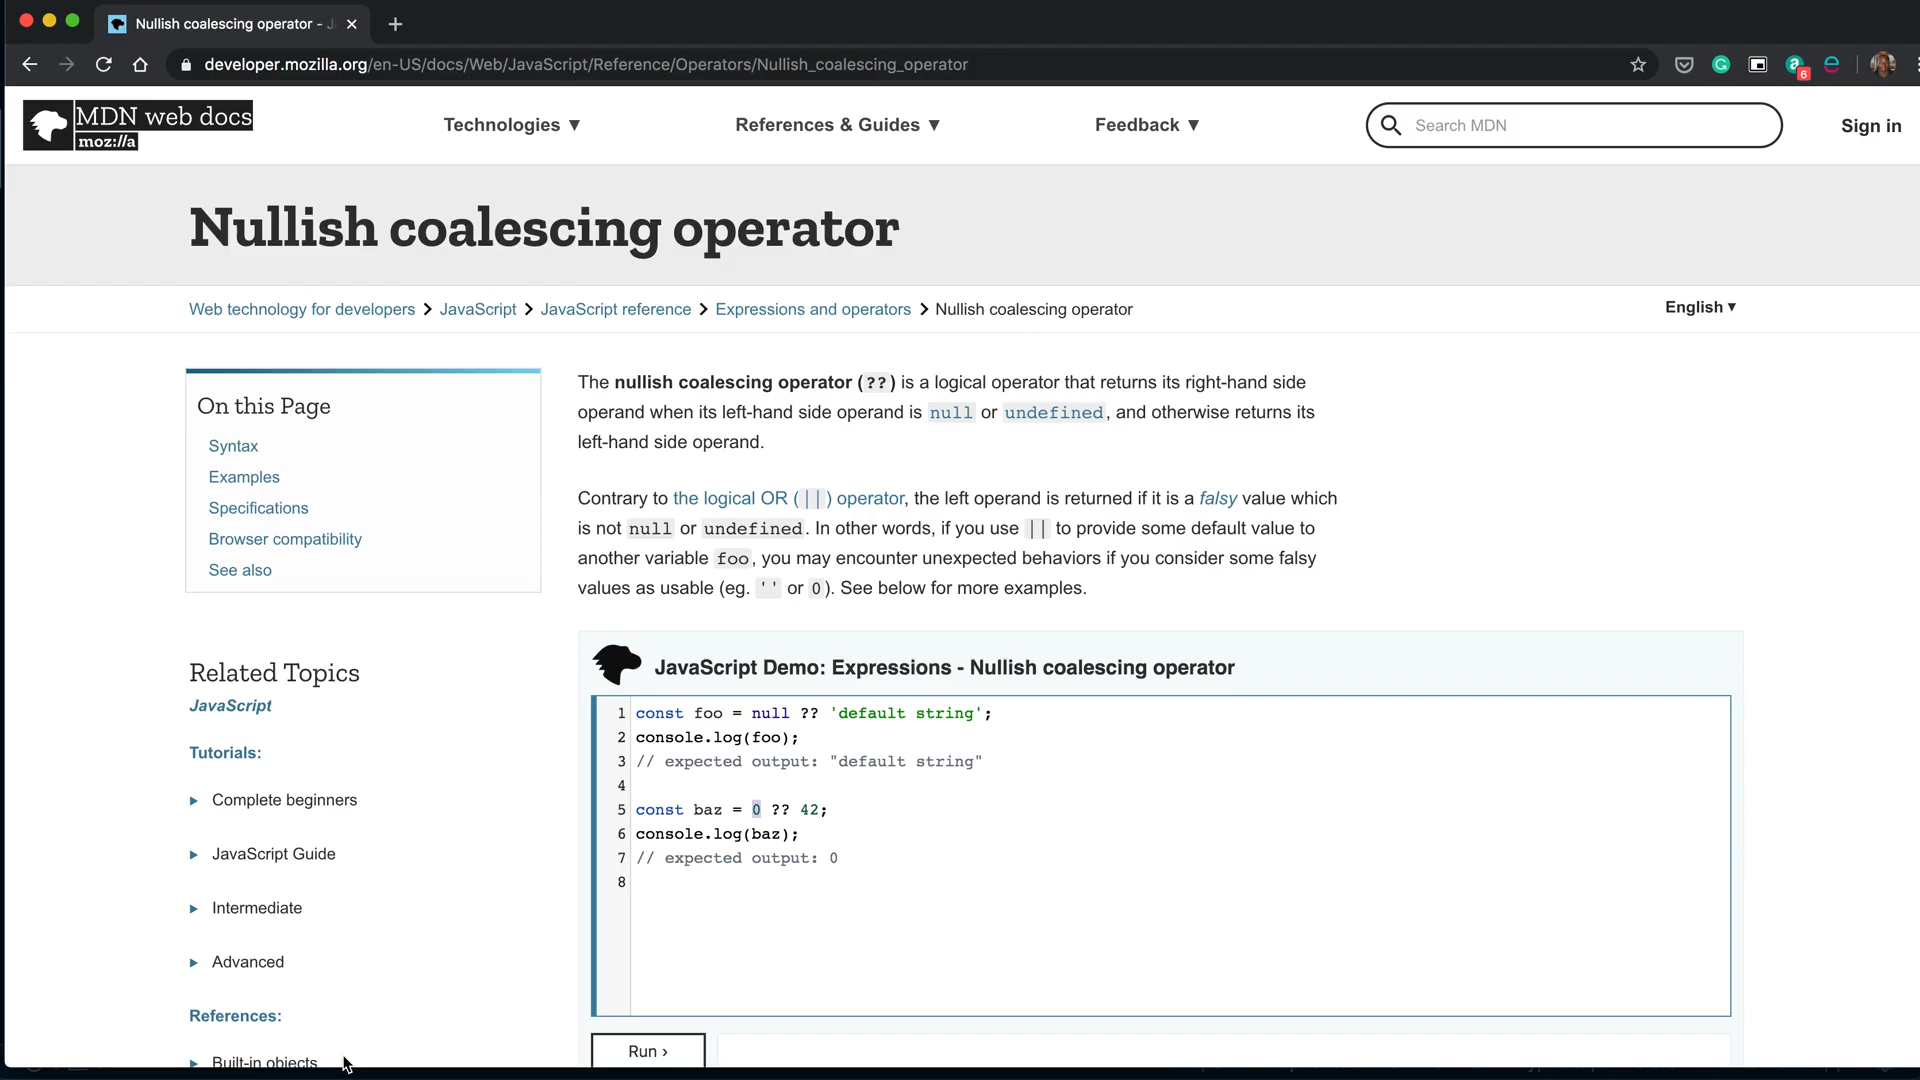 Nullish coalescing operator - J
developer.mozilla.org/en-US/docs/Web/JavaScript/Reference/Operators/Nullish_coalescing_operator
6
MDN web docs
moz://a
Technologies ▼
References & Guides ▼
Feedback ▼
Search MDN
Sign in
Nullish coalescing operator
Web technology for developers > JavaScript > JavaScript reference > Expressions and operators > Nullish coalescing operator
English ▼
On this Page
Syntax
Examples
Specifications
Browser compatibility
See also
Related Topics
JavaScript
Tutorials:
▶ Complete beginners
▶ JavaScript Guide
▶ Intermediate
▶ Advanced
References:
▶ Built-in objects
The nullish coalescing operator (??) is a logical operator that returns its right-hand side
operand when its left-hand side operand is null or undefined, and otherwise returns its
left-hand side operand.
Contrary to the logical OR (||) operator, the left operand is returned if it is a falsy value which
is not null or undefined. In other words, if you use || to provide some default value to
another variable foo, you may encounter unexpected behaviors if you consider some falsy
values as usable (eg. '' or 0). See below for more examples.
JavaScript Demo: Expressions - Nullish coalescing operator
1 const foo = null ?? 'default string';
2 console.log(foo);
3 // expected output: "default string"
4
5 const baz = 0 ?? 42;
6 console.log(baz);
7 // expected output: 0
8
Run ›